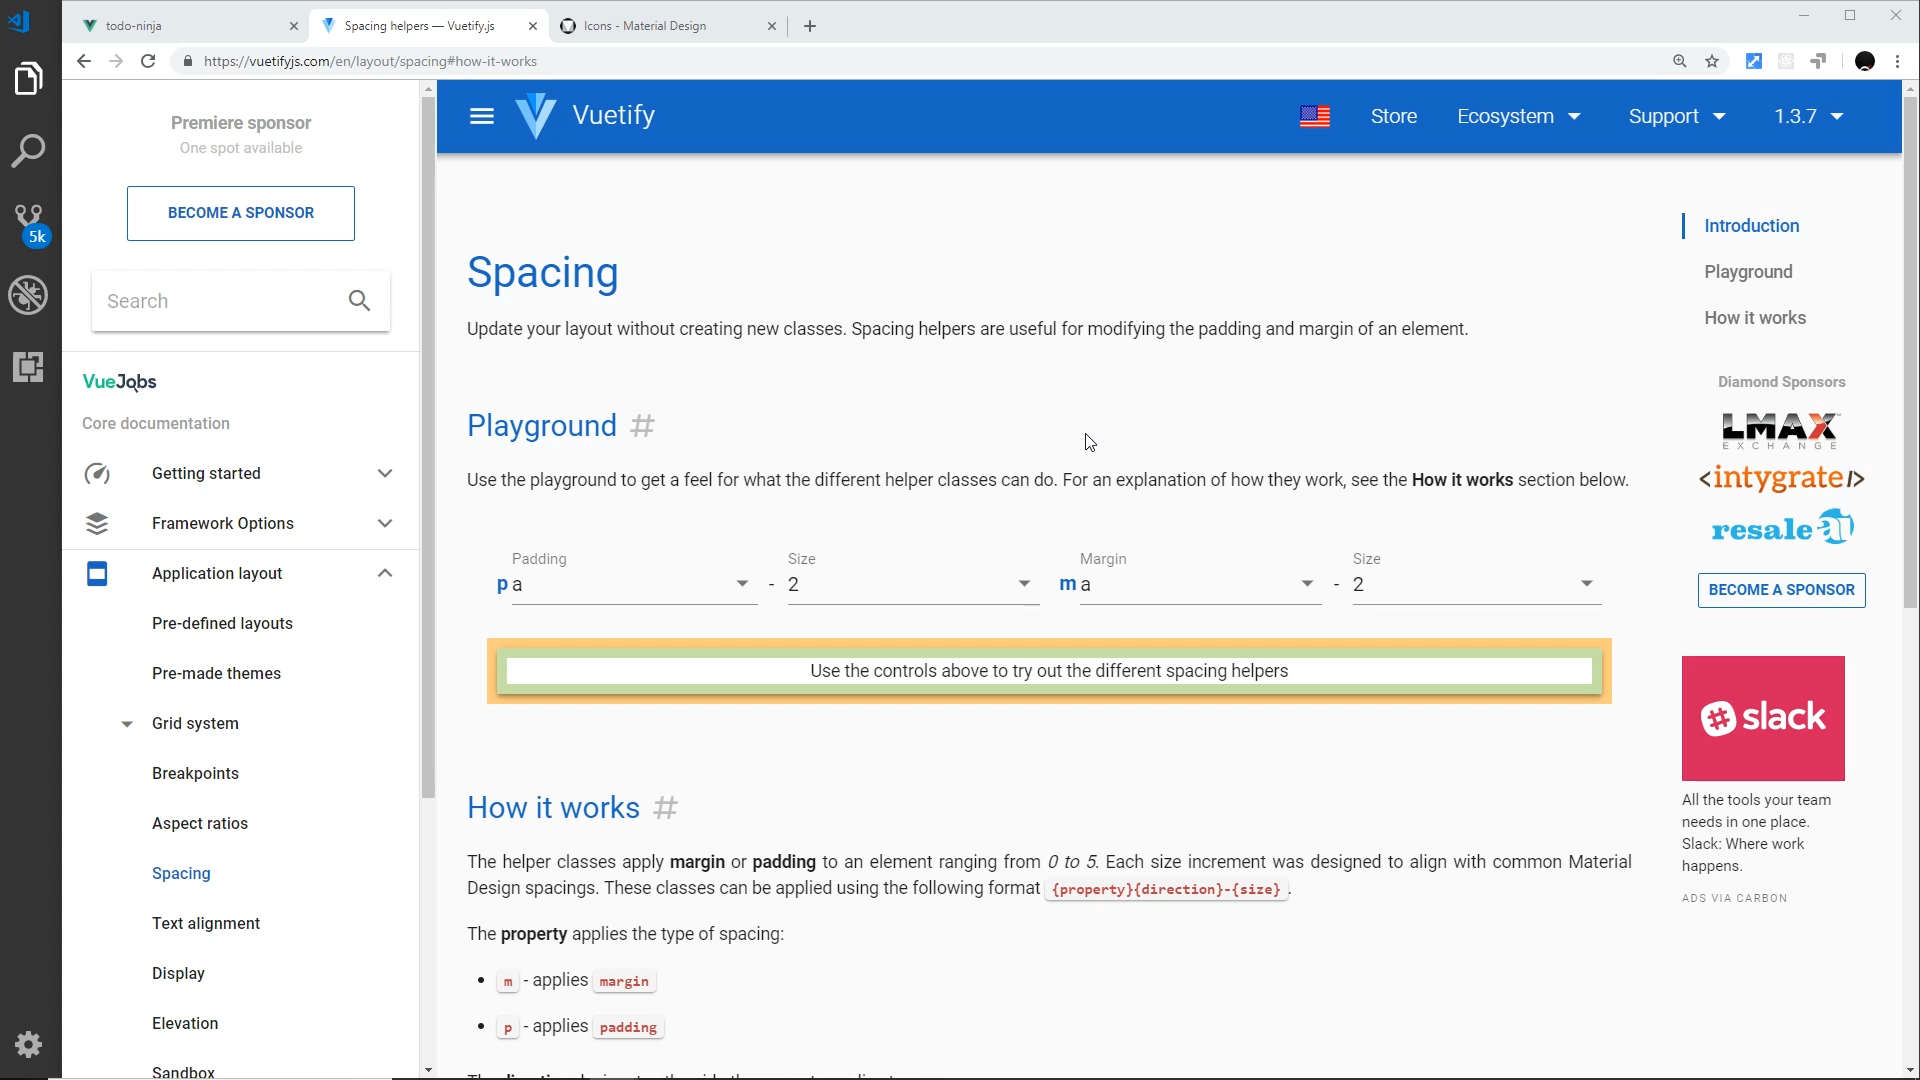 todo-ninja
Spacing helpers — Vuetify.js
Icons - Material Design
https://vuetifyjs.com/en/layout/spacing#how-it-works
5k
Premiere sponsor
One spot available
BECOME A SPONSOR
Search
VueJobs
Core documentation
Getting started
Framework Options
Application layout
Pre-defined layouts
Pre-made themes
Grid system
Breakpoints
Aspect ratios
Spacing
Text alignment
Display
Elevation
Sandbox
Vuetify
Store
Ecosystem
Support
1.3.7
Spacing
Update your layout without creating new classes. Spacing helpers are useful for modifying the padding and margin of an element.
Playground #
Use the playground to get a feel for what the different helper classes can do. For an explanation of how they work, see the How it works section below.
Padding
Size
Margin
Size
p a - 2
m a - 2
Use the controls above to try out the different spacing helpers
How it works #
The helper classes apply margin or padding to an element ranging from 0 to 5. Each size increment was designed to align with common Material
Design spacings. These classes can be applied using the following format {property}{direction}-{size} .
The property applies the type of spacing:
• m - applies margin
• p - applies padding
Introduction
Playground
How it works
Diamond Sponsors
LMAX
EXCHANGE
<intygrate/>
resale ai
BECOME A SPONSOR
slack
All the tools your team
needs in one place.
Slack: Where work
happens.
ADS VIA CARBON